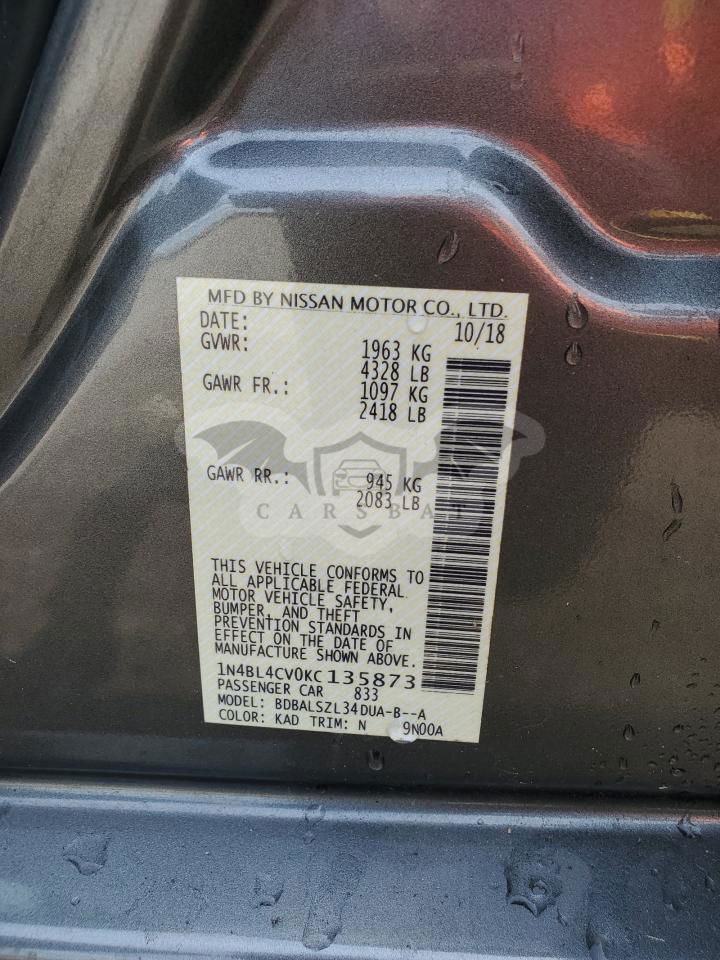 MFD BY NISSAN MOTOR CO., LTD.
DATE: 10/18
GVWR: 1963 KG
4328 LB
GAWR FR.: 1097 KG
2418 LB
GAWR RR.: 945 KG
2083 LB
CARSBAT
THIS VEHICLE CONFORMS TO
ALL APPLICABLE FEDERAL
MOTOR VEHICLE SAFETY,
BUMPER, AND THEFT
PREVENTION STANDARDS IN
EFFECT ON THE DATE OF
MANUFACTURE SHOWN ABOVE.
1N4BL4CV0KC135873
PASSENGER CAR 833
MODEL: BDBALSZL34DUA-B--A
COLOR: KAD TRIM: N 9N00A